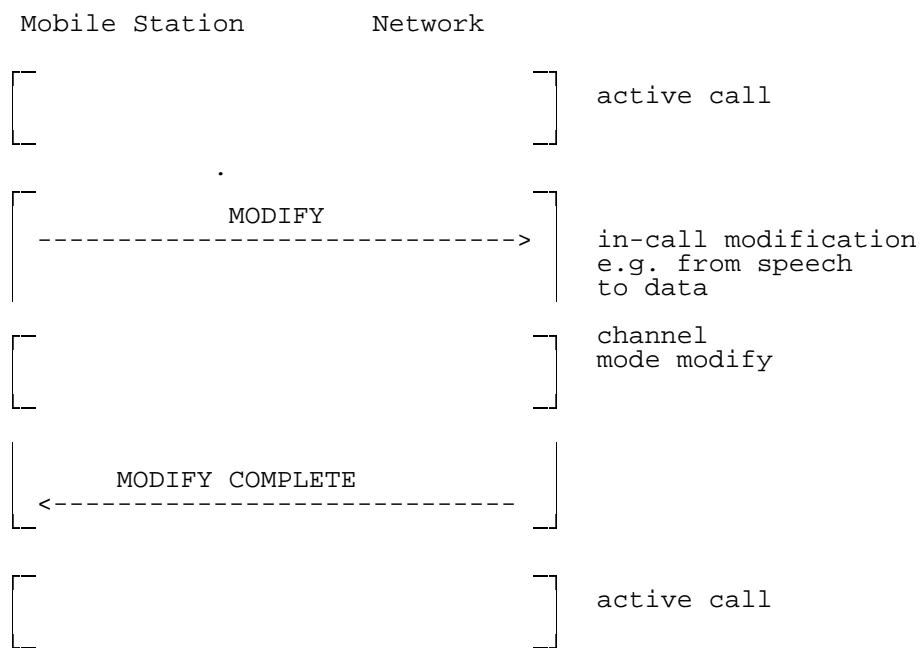 Mobile Station Network
active call
.
MODIFY
------------------------------>
in-call modification
e.g. from speech
to data
channel
mode modify
MODIFY COMPLETE
<-----------------------------
active call